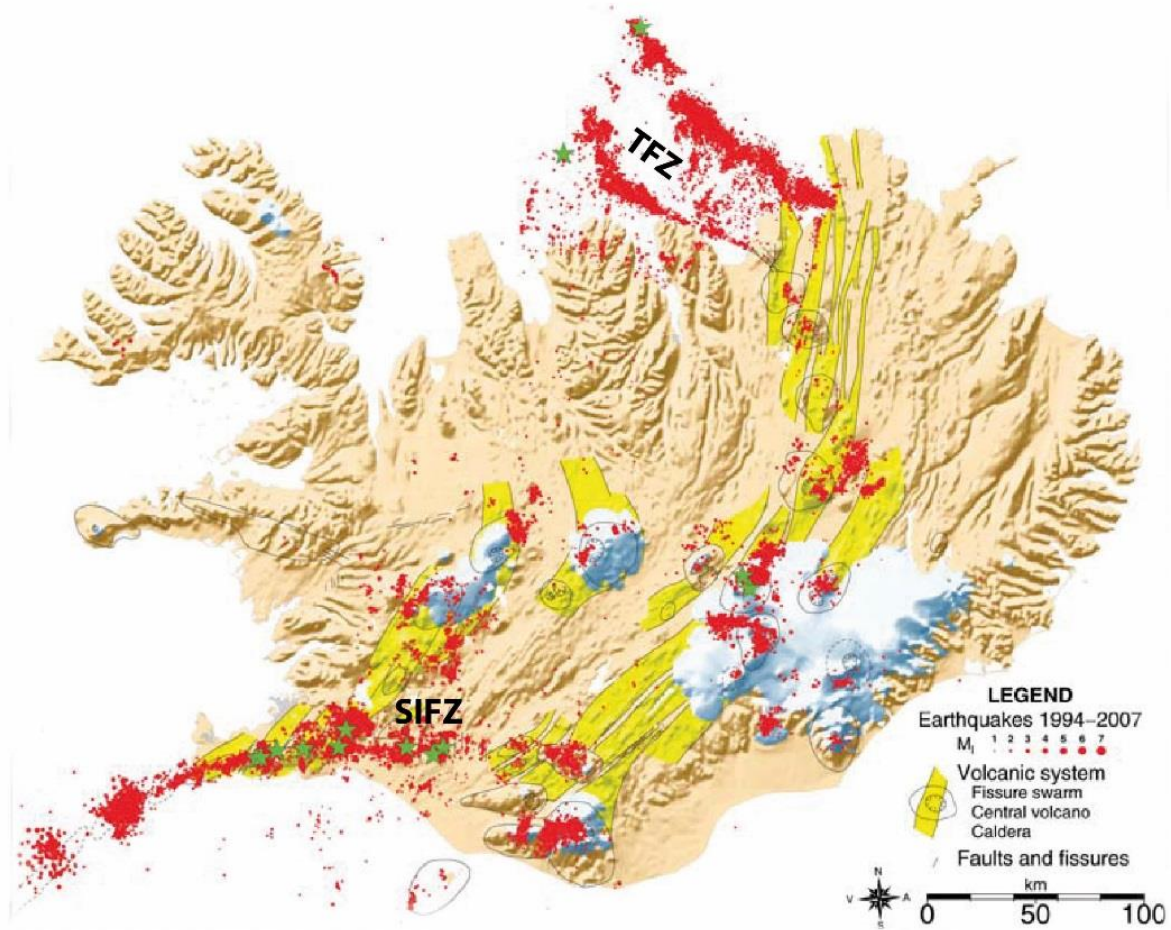 TFZ
SIFZ
LEGEND
Earthquakes 1994–2007
M_L 1 2 3 4 5 6 7
Volcanic system
Fissure swarm
Central volcano
Caldera
Faults and fissures
N
V A
S
km
0 50 100